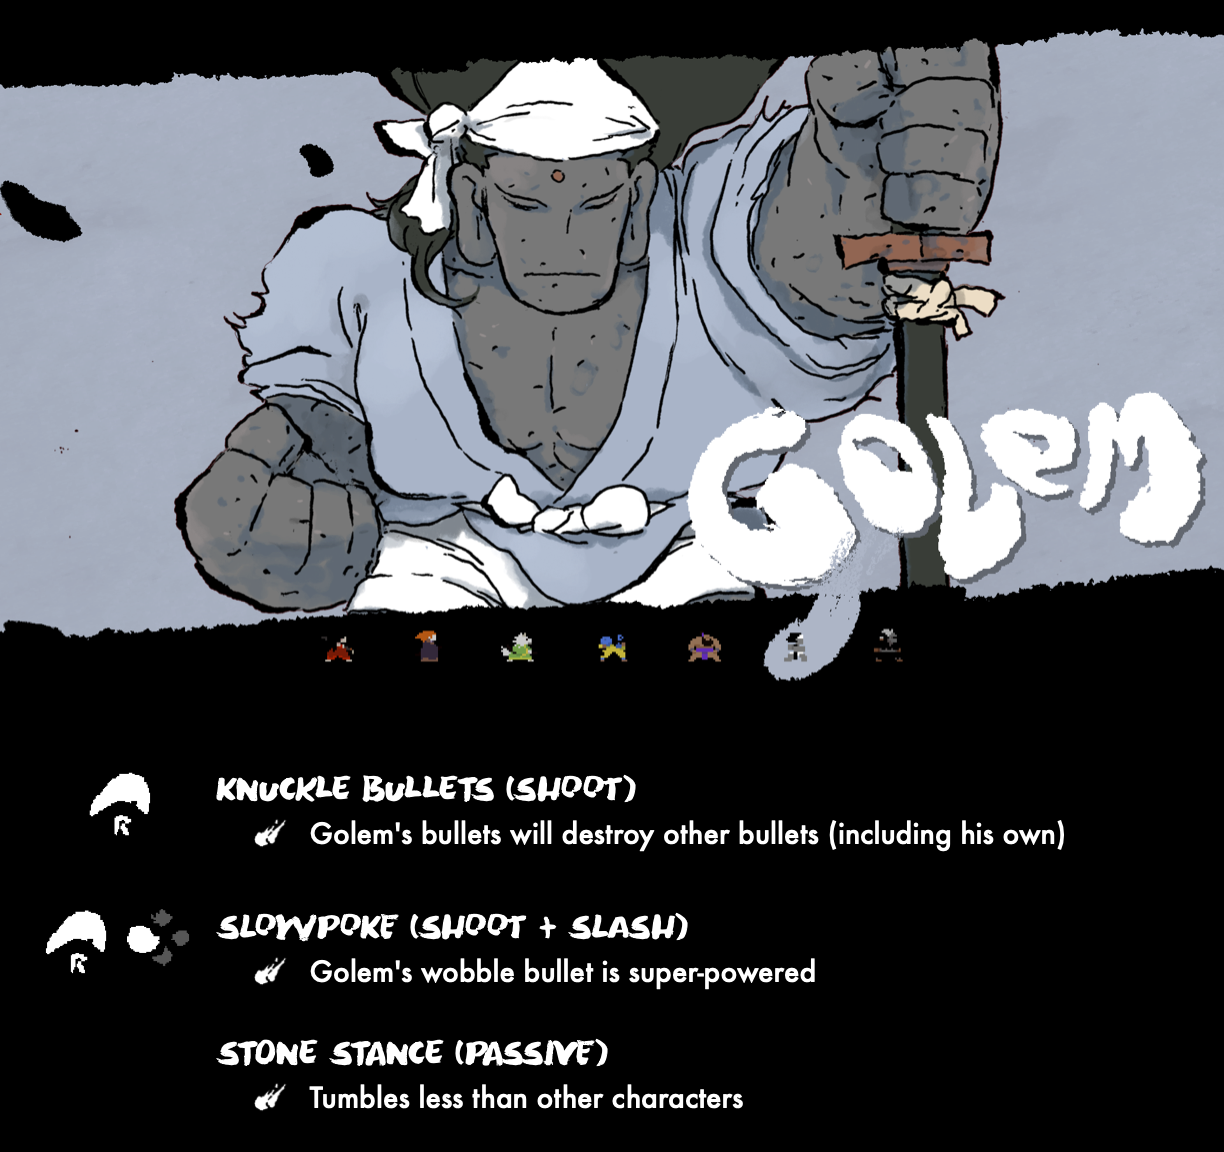 GOLEM
R
KNUCKLE BULLETS (SHOOT)
Golem's bullets will destroy other bullets (including his own)
R
SLOWPOKE (SHOOT + SLASH)
Golem's wobble bullet is super-powered
STONE STANCE (PASSIVE)
Tumbles less than other characters